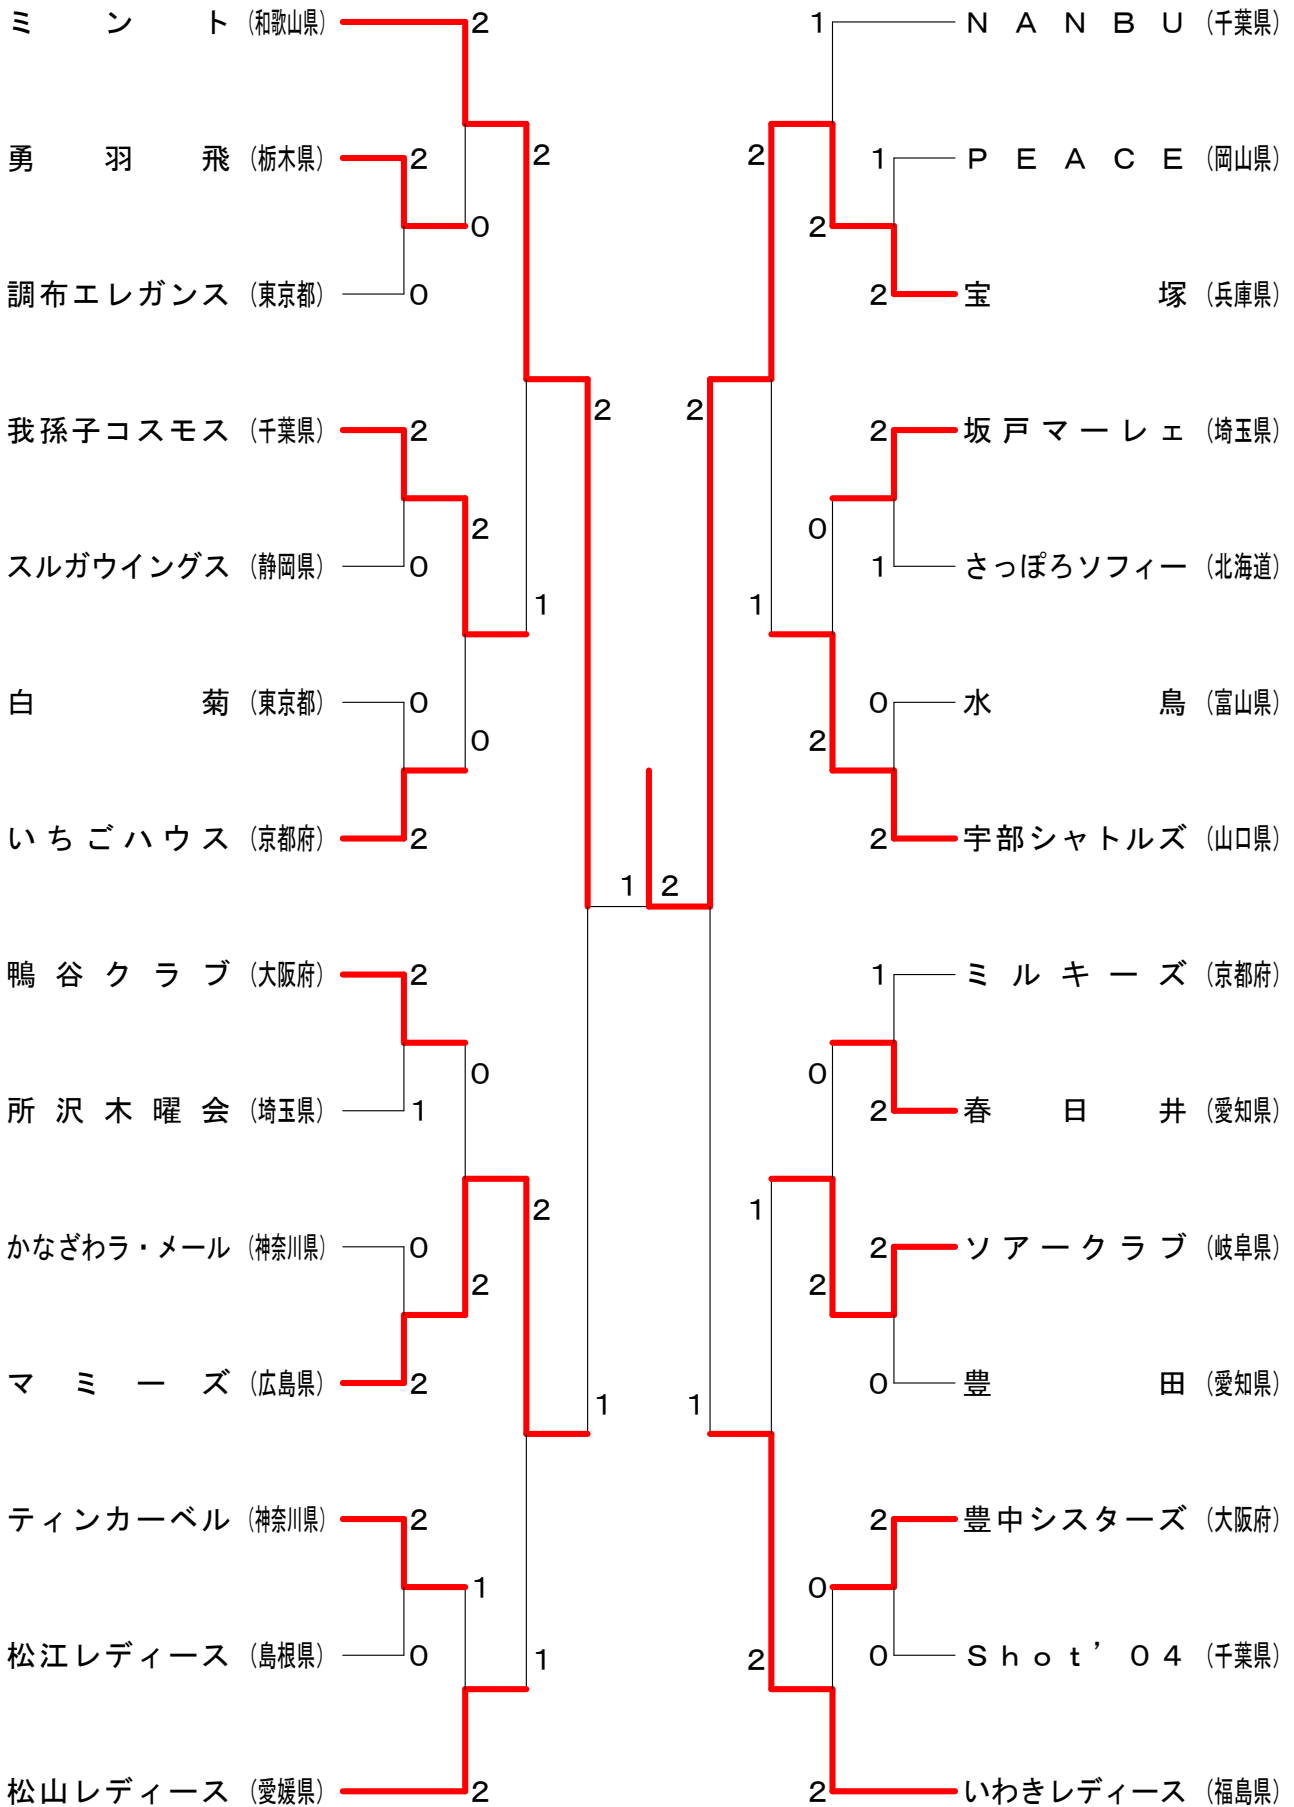 ミント (和歌山県) 2
2
勇羽飛 (栃木県) 2
0
調布エレガンス (東京都) 0
2
我孫子コスモス (千葉県) 2
2
スルガウイングス (静岡県) 0
1
白菊 (東京都) 0
0
いちごハウス (京都府) 2
1
鴨谷クラブ (大阪府) 2
0
所沢木曜会 (埼玉県) 1
2
かなざわラ・メール (神奈川県) 0
2
マミーズ (広島県) 2
1
ティンカーベル (神奈川県) 2
1
松江レディース (島根県) 0
1
松山レディース (愛媛県) 2
1 NANBU (千葉県)
2
1 PEACE (岡山県)
2
2 宝塚 (兵庫県)
2
2 坂戸マーレェ (埼玉県)
0
1 さっぽろソフィー (北海道)
1
0 水鳥 (富山県)
2
2 宇部シャトルズ (山口県)
2
1 ミルキーズ (京都府)
0
2 春日井 (愛知県)
1
2 ソアークラブ (岐阜県)
2
0 豊田 (愛知県)
1
2 豊中シスターズ (大阪府)
0
0 Shot’04 (千葉県)
2
2 いわきレディース (福島県)